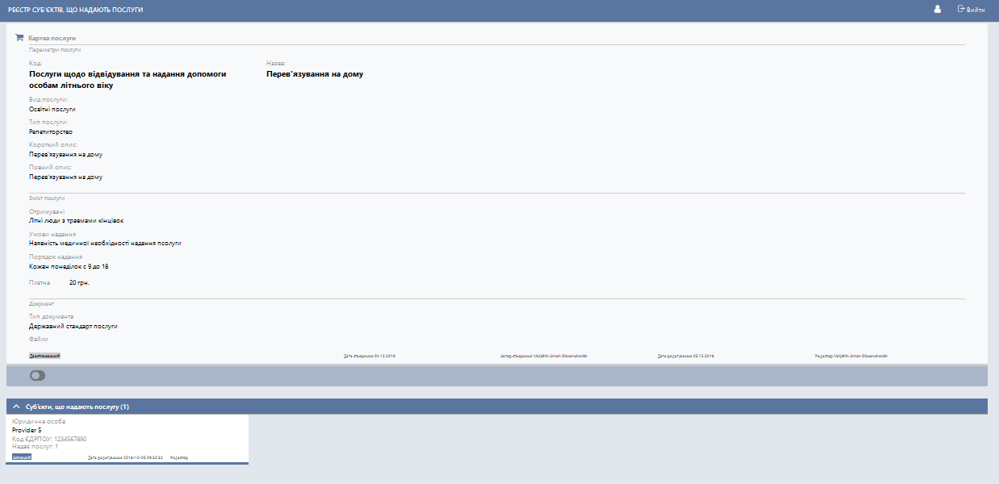 РЕЄСТР СУБ'ЄКТІВ, ЩО НАДАЮТЬ ПОСЛУГИ
Вийти
Картка послуги
Параметри послуги
Код: Назва:
Послуги щодо відвідування та надання допомоги Перев'язування на дому
особам літнього віку
Вид послуги:
Освітні послуги
Тип послуги:
Репетиторство
Короткий опис:
Перев'язування на дому
Повний опис:
Перев'язування на дому
Зміст послуги
Отримувачі
Літні люди з травмами кінцівок
Умови надання
Наявність медичної необхідності надання послуги
Порядок надання
Кожен понеділок с 9 до 18
Платна 20 грн.
Документ
Тип документа
Державний стандарт послуги
Файли
Деактивований Дата створення 04.12.2018 Автор створення Malykhin Anton Olexandrovich Дата редагування 05.12.2018 Редактор Malykhin Anton Olexandrovich
Суб'єкти, що надають послугу (1)
Юридична особа
Provider 5
Код ЄДРПОУ: 1234567890
Надає послуг: 1
Активний Дата редагування 2018-12-05 09:32:32 Редактор